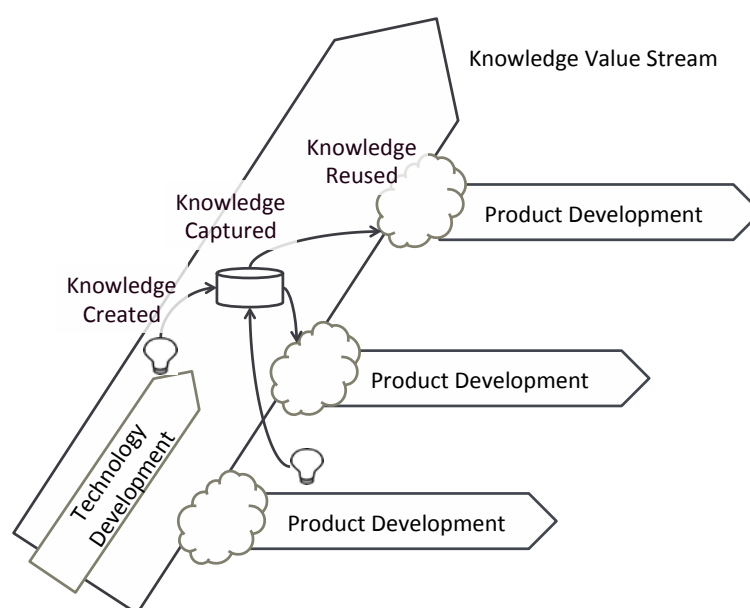 Knowledge Value Stream
Knowledge
Reused
Product Development
Knowledge
Captured
Knowledge
Created
Product Development
Technology
Development
Product Development